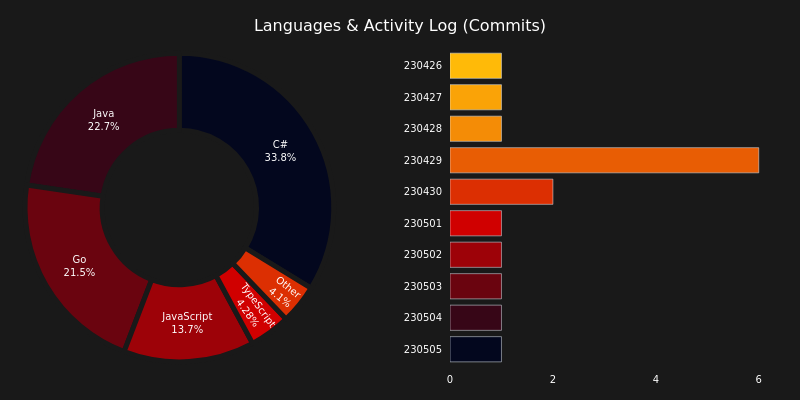 Languages & Activity Log (Commits)
Java
22.7%
C#
33.8%
Go
21.5%
JavaScript
13.7%
TypeScript
4.28%
Other
4.1%
230426
230427
230428
230429
230430
230501
230502
230503
230504
230505
0 2 4 6